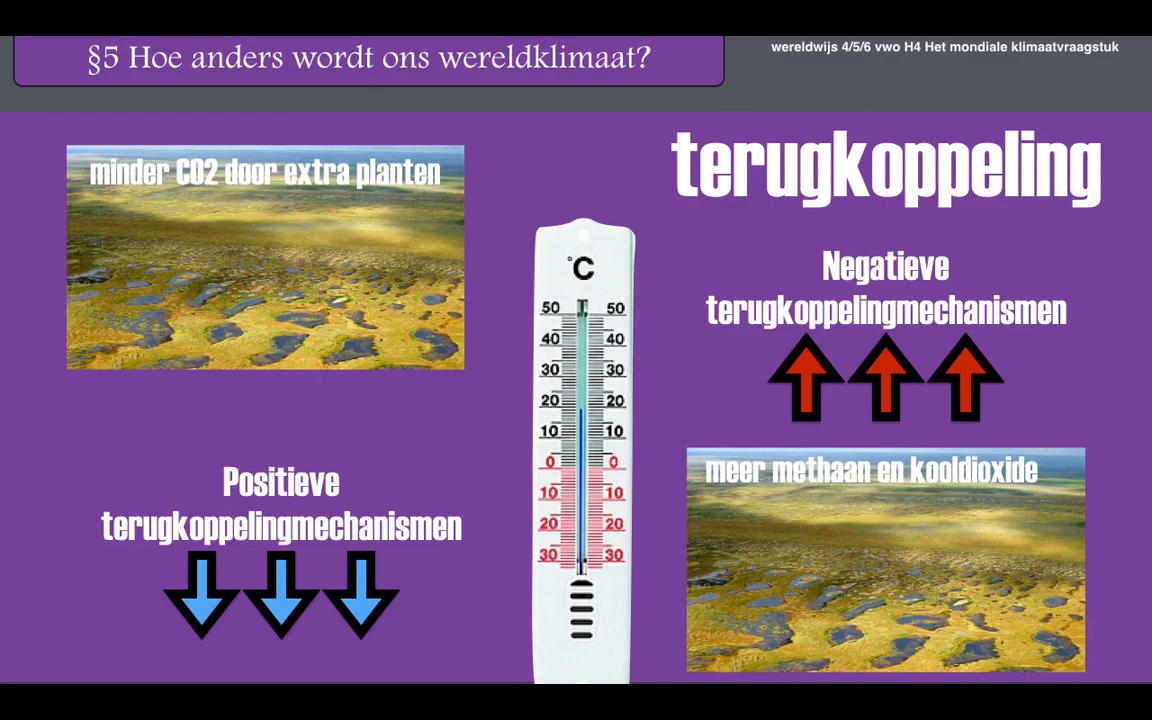 §5 Hoe anders wordt ons wereldklimaat?
wereldwijs 4/5/6 vwo H4 Het mondiale klimaatvraagstuk
minder CO2 door extra planten
terugkoppeling
Negatieve
terugkoppelingmechanismen
°C
50 50
40 40
30 30
20 20
10 10
0 0
10 10
20 20
30 30
meer methaan en kooldioxide
Positieve
terugkoppelingmechanismen